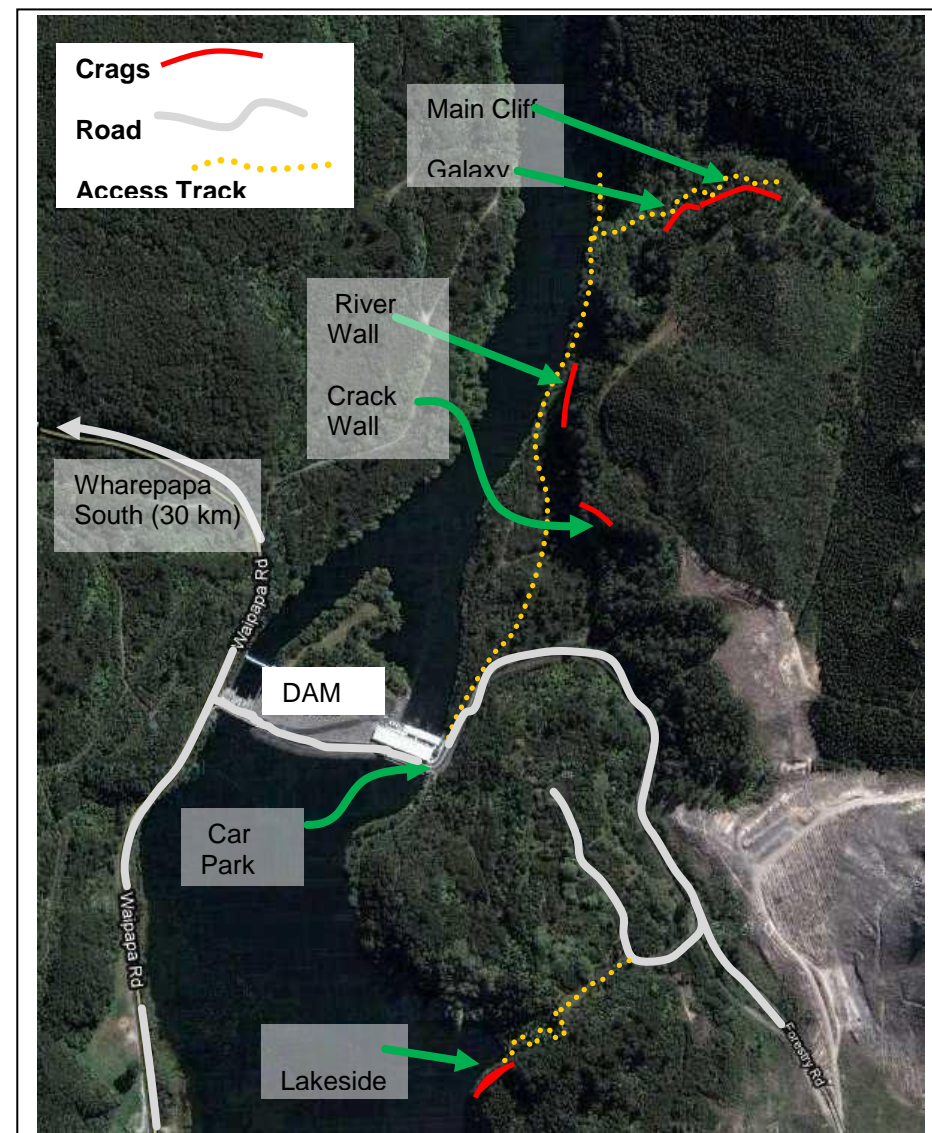 Crags
Road
Access Track
Main Cliff
Galaxy
River
Wall
Crack
Wall
Wharepapa
South (30 km)
Waipapa Rd
DAM
Car
Park
Waipapa Rd
Forestry Rd
Lakeside